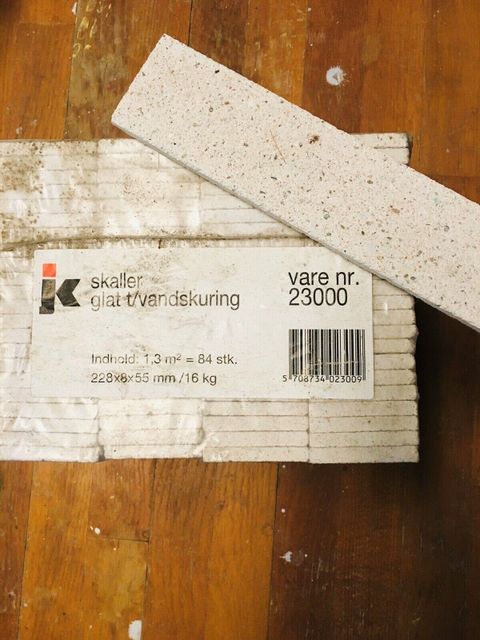 jk
skaller
glat t/vandskuring
vare nr.
23000
Indhold: 1,3 m² = 84 stk.
228x8x55 mm /16 kg
5 708734 023009